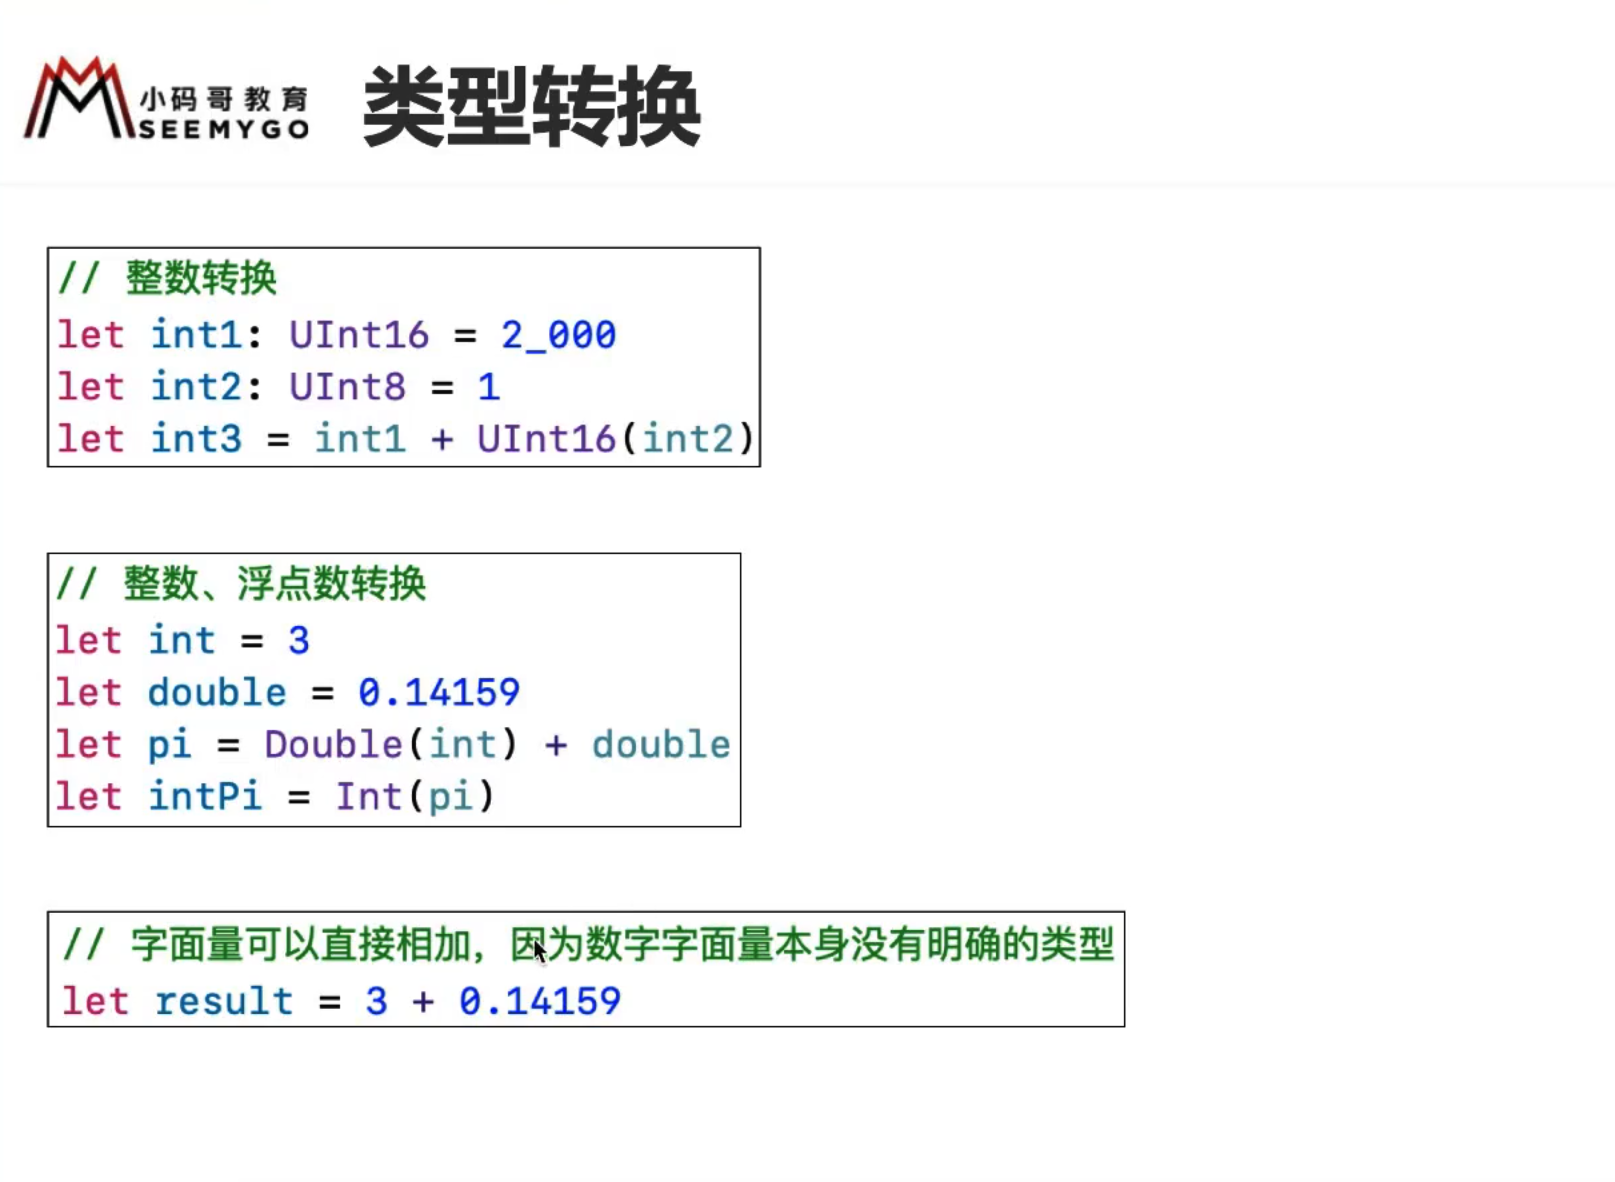 小码哥教育
SEEMYGO
类型转换
// 整数转换
let int1: UInt16 = 2_000
let int2: UInt8 = 1
let int3 = int1 + UInt16(int2)
// 整数、浮点数转换
let int = 3
let double = 0.14159
let pi = Double(int) + double
let intPi = Int(pi)
// 字面量可以直接相加，因为数字字面量本身没有明确的类型
let result = 3 + 0.14159